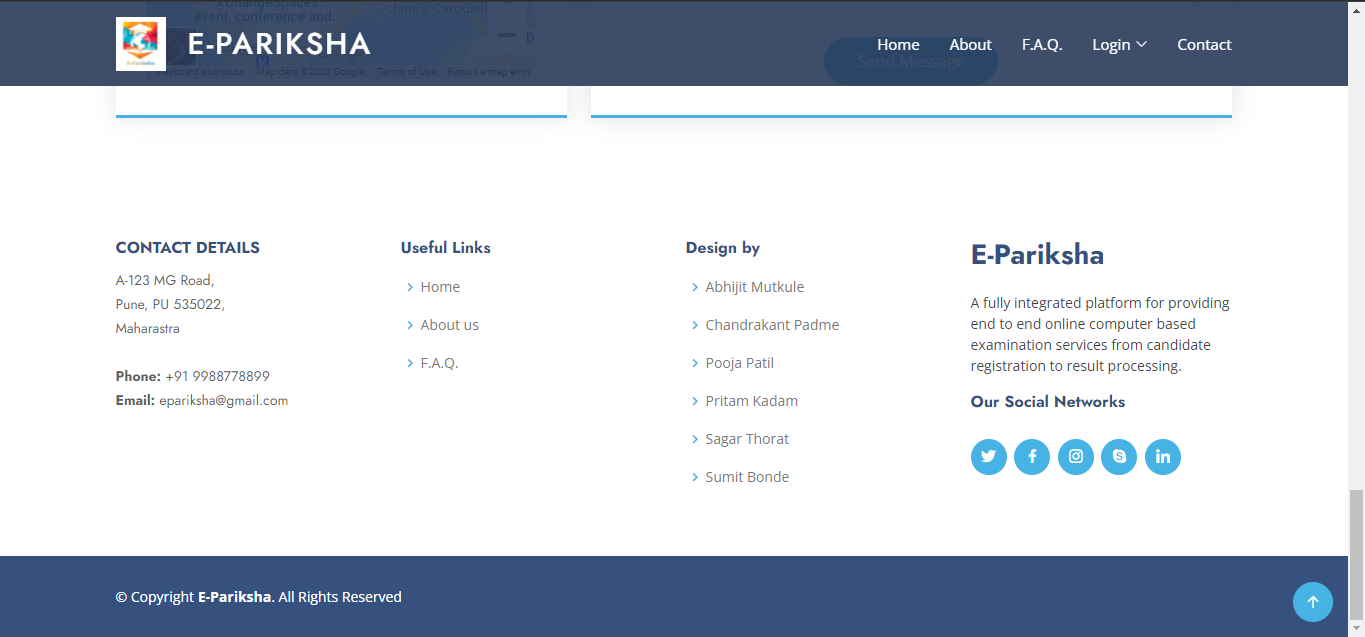 XChangeSpaces
event, conference and...
Jane's Carousel
E-PARIKSHA
Home
About
F.A.Q.
Login
Contact
Send Message
Keyboard shortcuts
Map data ©2022 Google
Terms of Use
Report a map error
CONTACT DETAILS
A-123 MG Road,
Pune, PU 535022,
Maharastra
Phone: +91 9988778899
Email: epariksha@gmail.com
Useful Links
Home
About us
F.A.Q.
Design by
Abhijit Mutkule
Chandrakant Padme
Pooja Patil
Pritam Kadam
Sagar Thorat
Sumit Bonde
E-Pariksha
A fully integrated platform for providing
end to end online computer based
examination services from candidate
registration to result processing.
Our Social Networks
© Copyright E-Pariksha. All Rights Reserved